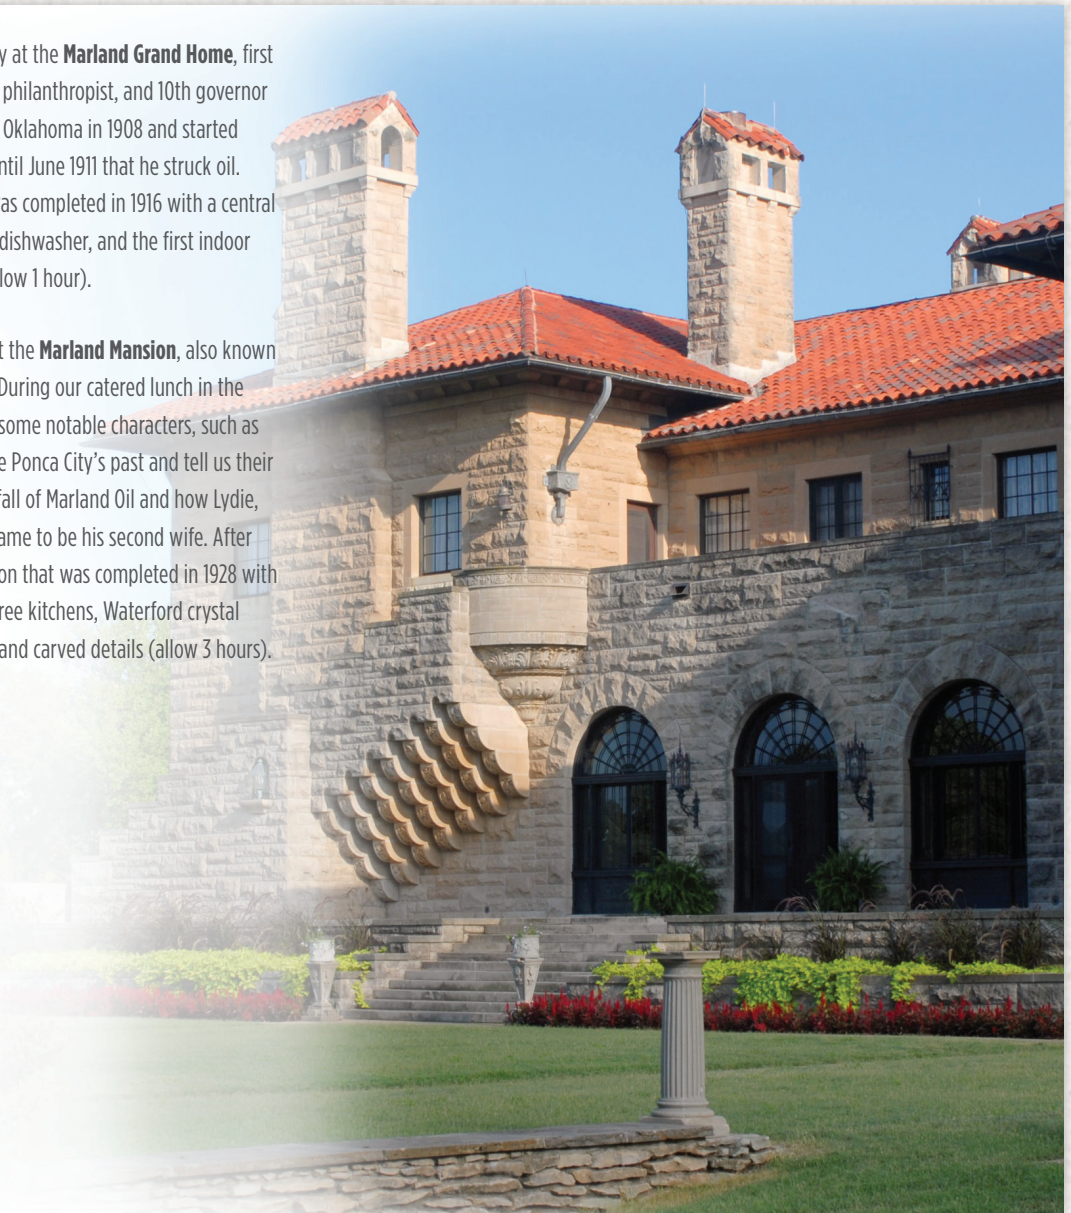 y at the Marland Grand Home, first
philanthropist, and 10th governor
Oklahoma in 1908 and started
ntil June 1911 that he struck oil.
as completed in 1916 with a central
dishwasher, and the first indoor
low 1 hour).
t the Marland Mansion, also known
During our catered lunch in the
some notable characters, such as
e Ponca City’s past and tell us their
fall of Marland Oil and how Lydie,
ame to be his second wife. After
on that was completed in 1928 with
ree kitchens, Waterford crystal
and carved details (allow 3 hours).